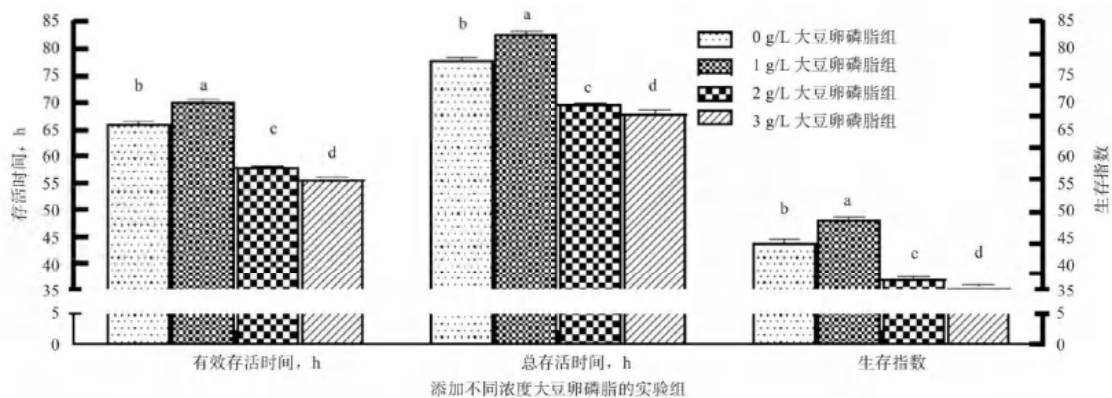 85
80
75
70
65
60
55
50
45
40
35
5
0
存活时间，h
b
a
c
d
b
a
c
d
b
a
c
d
0 g/L 大豆卵磷脂组
1 g/L 大豆卵磷脂组
2 g/L 大豆卵磷脂组
3 g/L 大豆卵磷脂组
85
80
75
70
65
60
55
50
45
40
35
5
0
生存指数
有效存活时间，h
总存活时间，h
生存指数
添加不同浓度大豆卵磷脂的实验组